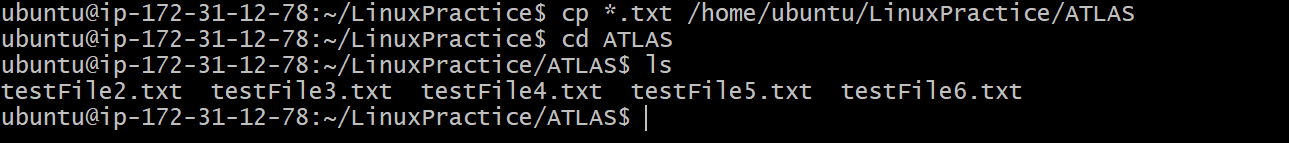 ubuntu@ip-172-31-12-78:~/LinuxPractice$ cp *.txt /home/ubuntu/LinuxPractice/ATLAS
ubuntu@ip-172-31-12-78:~/LinuxPractice$ cd ATLAS
ubuntu@ip-172-31-12-78:~/LinuxPractice/ATLAS$ ls
testFile2.txt  testFile3.txt  testFile4.txt  testFile5.txt  testFile6.txt
ubuntu@ip-172-31-12-78:~/LinuxPractice/ATLAS$